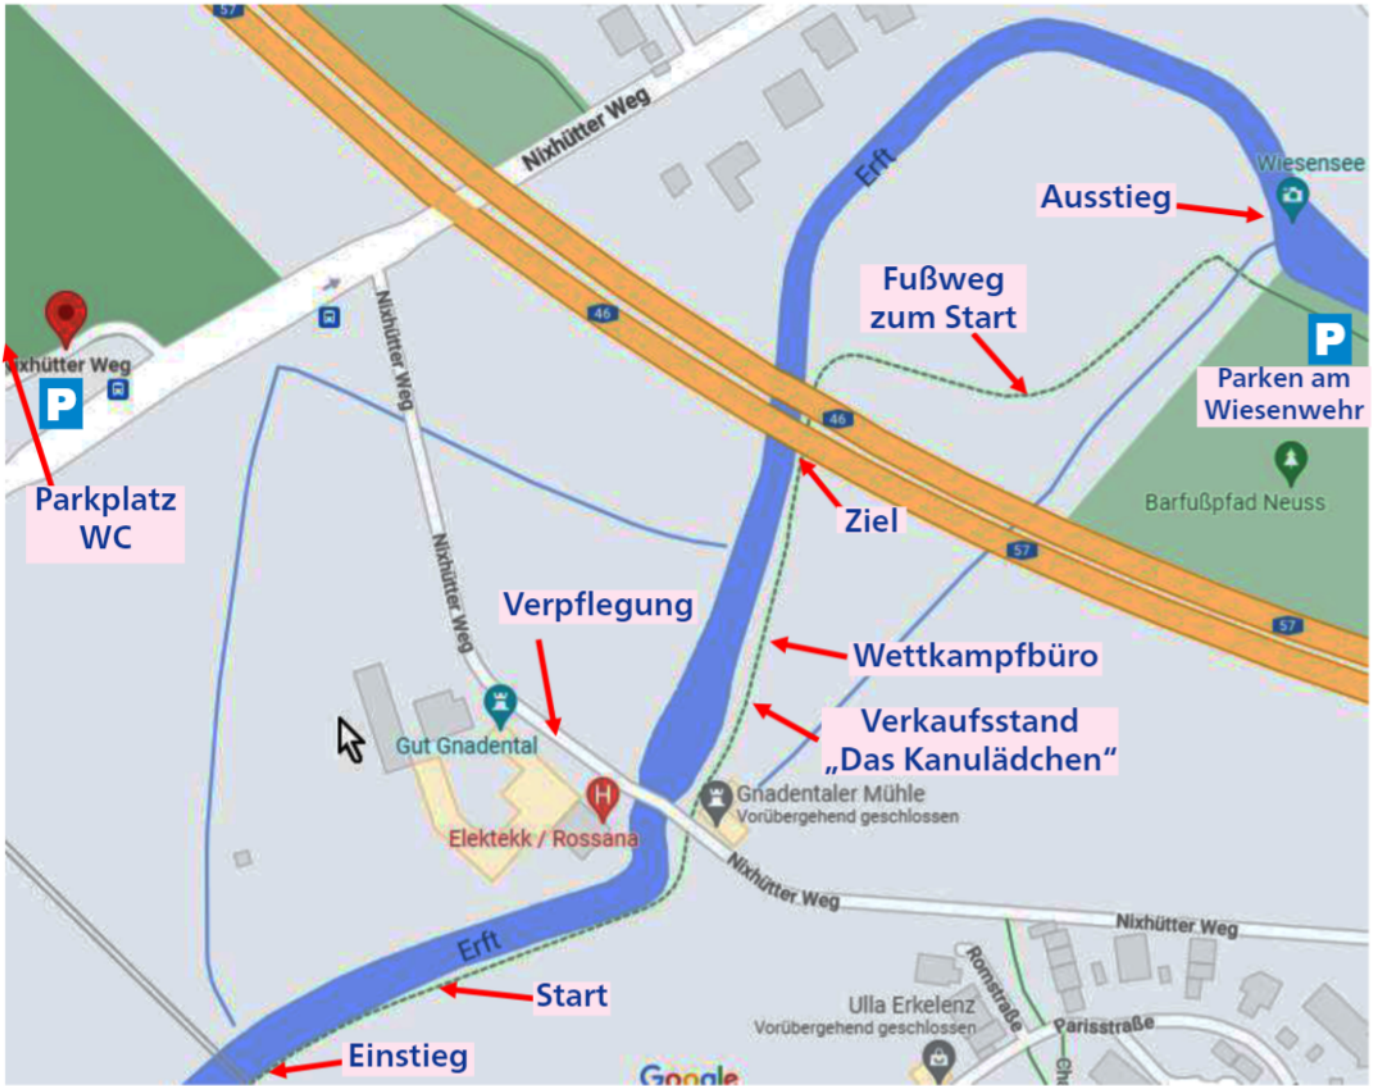 57
Nixhütter Weg
Erft
Wiesensee
Ausstieg
Fußweg
zum Start
46
Nixhütter Weg
P
Parken am
Wiesenwehr
ixhütter Weg
P
46
Parkplatz
WC
Barfußpfad Neuss
Ziel
57
Nixhütter Weg
Verpflegung
57
Wettkampfbüro
Verkaufsstand
„Das Kanulädchen“
Gut Gnadental
H
Gnadentaler Mühle
Vorübergehend geschlossen
Elektekk / Rossana
Nixhütter Weg
Nixhütter Weg
Erft
Start
Romstraße
Ulla Erkelenz
Vorübergehend geschlossen
Parisstraße
Einstieg
Google